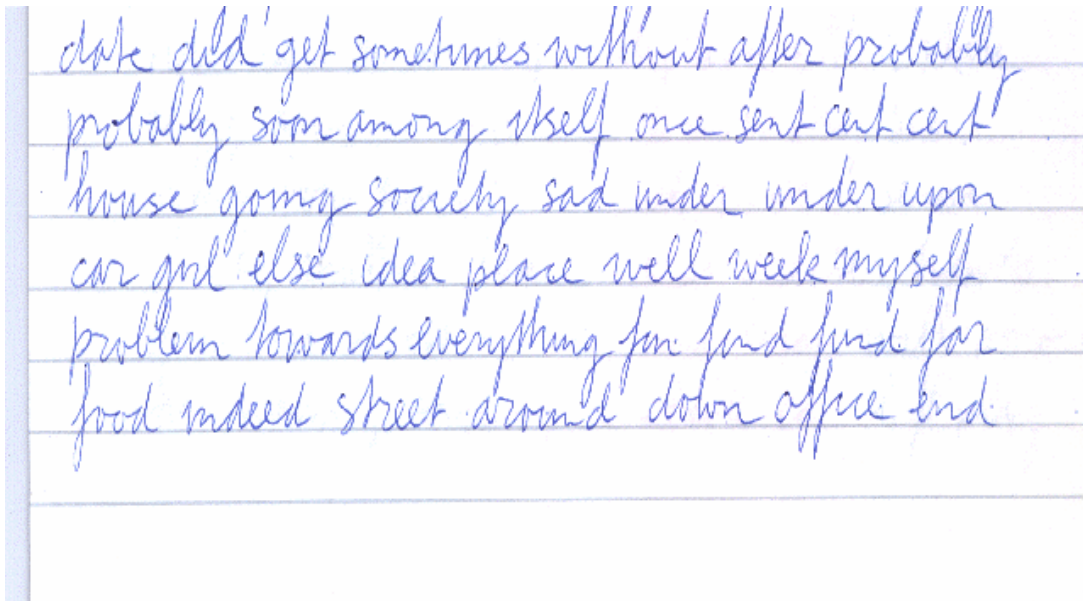 date did get sometimes without after probably
probably soon among itself once sent cent cent
house going society sad under under upon
car girl else idea place well week myself
problem towards everything fun find find far
food indeed street around down office end